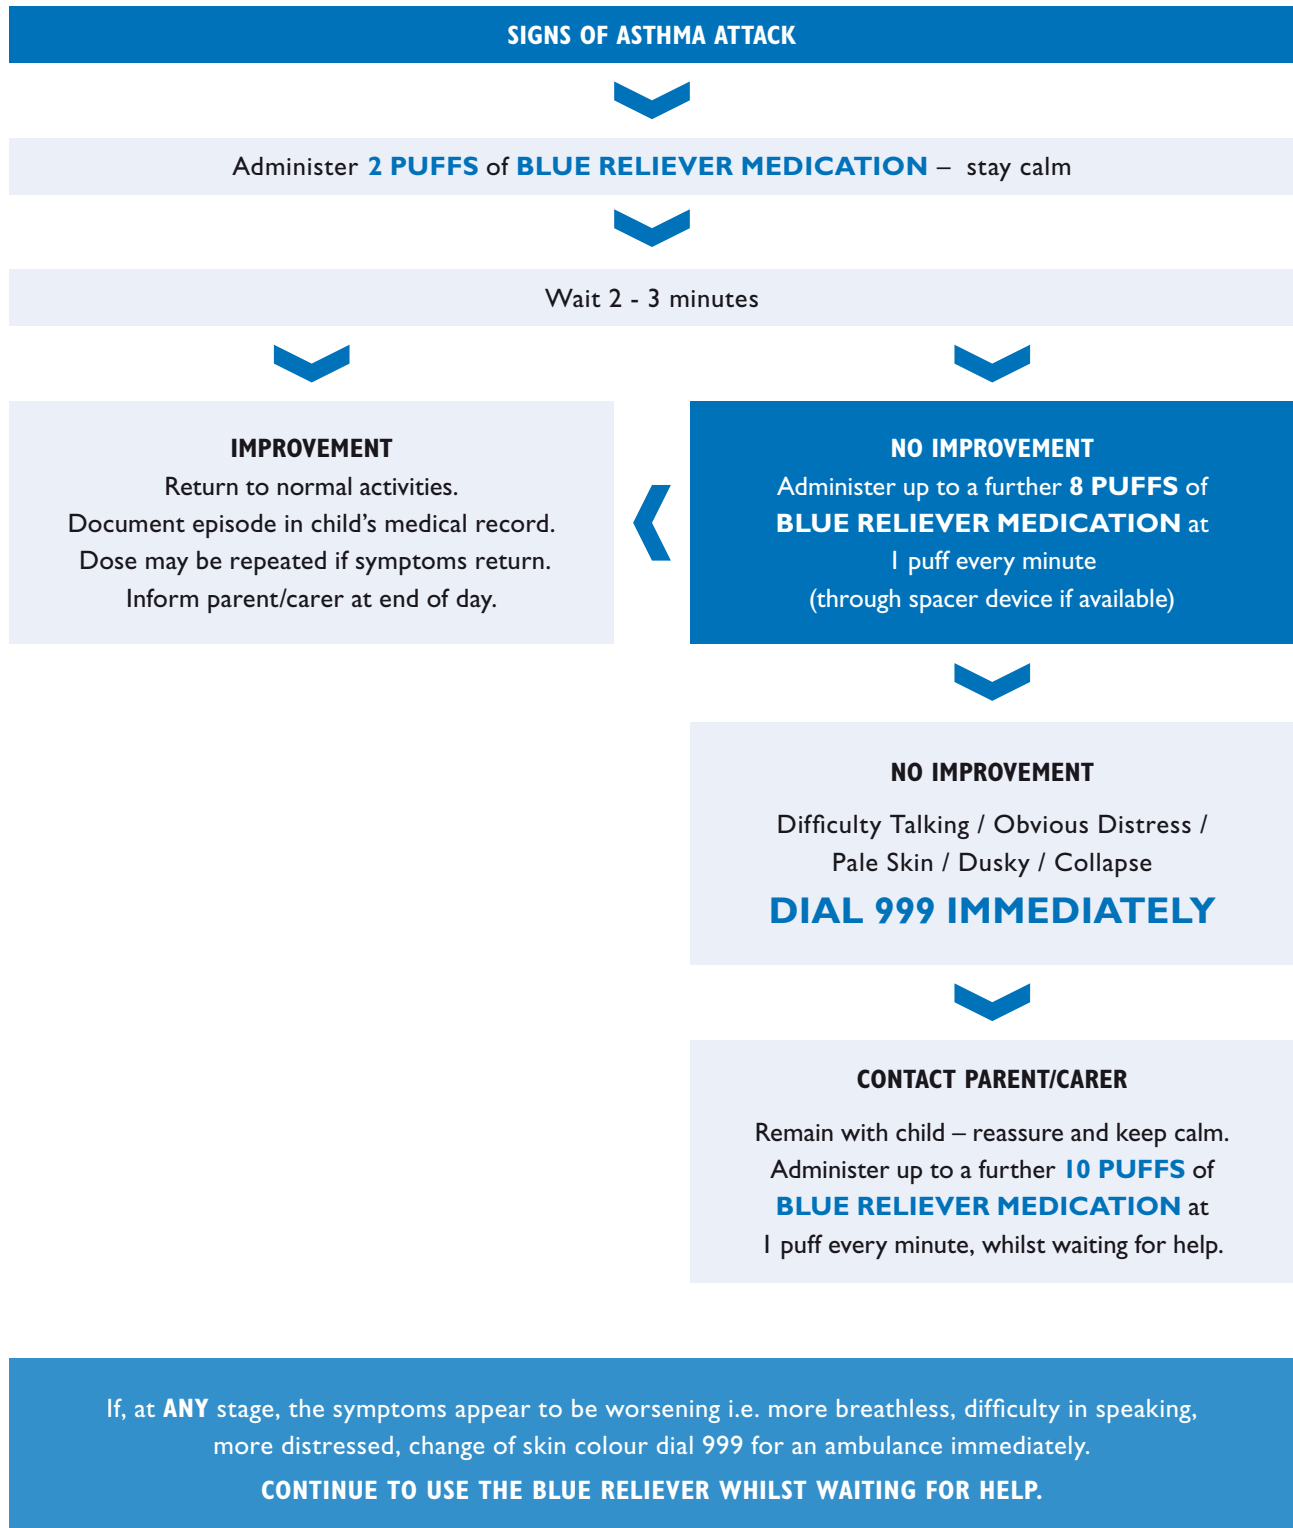 SIGNS OF ASTHMA ATTACK
Administer 2 PUFFS of BLUE RELIEVER MEDICATION – stay calm
Wait 2 - 3 minutes
IMPROVEMENT
Return to normal activities.
Document episode in child’s medical record.
Dose may be repeated if symptoms return.
Inform parent/carer at end of day.
NO IMPROVEMENT
Administer up to a further 8 PUFFS of
BLUE RELIEVER MEDICATION at
1 puff every minute
(through spacer device if available)
NO IMPROVEMENT
Difficulty Talking / Obvious Distress /
Pale Skin / Dusky / Collapse
DIAL 999 IMMEDIATELY
CONTACT PARENT/CARER
Remain with child – reassure and keep calm.
Administer up to a further 10 PUFFS of
BLUE RELIEVER MEDICATION at
1 puff every minute, whilst waiting for help.
If, at ANY stage, the symptoms appear to be worsening i.e. more breathless, difficulty in speaking,
more distressed, change of skin colour dial 999 for an ambulance immediately.
CONTINUE TO USE THE BLUE RELIEVER WHILST WAITING FOR HELP.